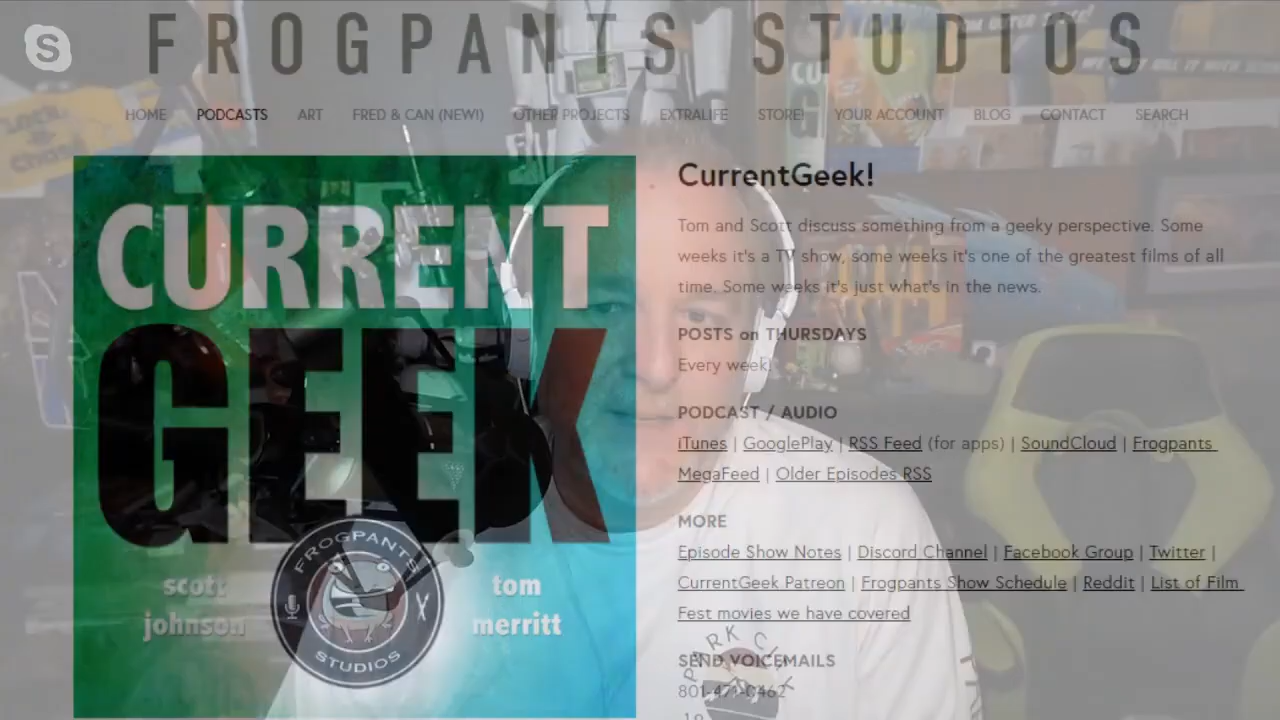 FROGPANTS STUDIOS
HOME PODCASTS ART FRED & CAN (NEW!) OTHER PROJECTS EXTRALIFE STORE! YOUR ACCOUNT BLOG CONTACT SEARCH
CURRENT
GEEK
scott
johnson
tom
merritt
FROGPANTS
STUDIOS
CurrentGeek!
Tom and Scott discuss something from a geeky perspective. Some
weeks it's a TV show, some weeks it's one of the greatest films of all
time. Some weeks it's just what's in the news.
POSTS on THURSDAYS
Every week.
PODCAST / AUDIO
iTunes | GooglePlay | RSS Feed (for apps) | SoundCloud | Frogpants
MegaFeed | Older Episodes RSS
MORE
Episode Show Notes | Discord Channel | Facebook Group | Twitter |
CurrentGeek Patreon | Frogpants Show Schedule | Reddit | List of Film
Fest movies we have covered
SEND VOICEMAILS
801-471-0462
PARK CITY